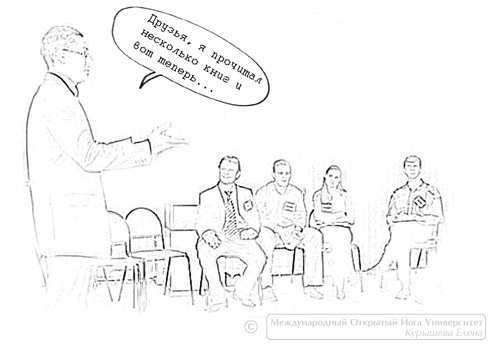 Друзья, я прочитал
несколько книг и
вот теперь...
© Международный Открытый Йога Университет
Курышева Елена